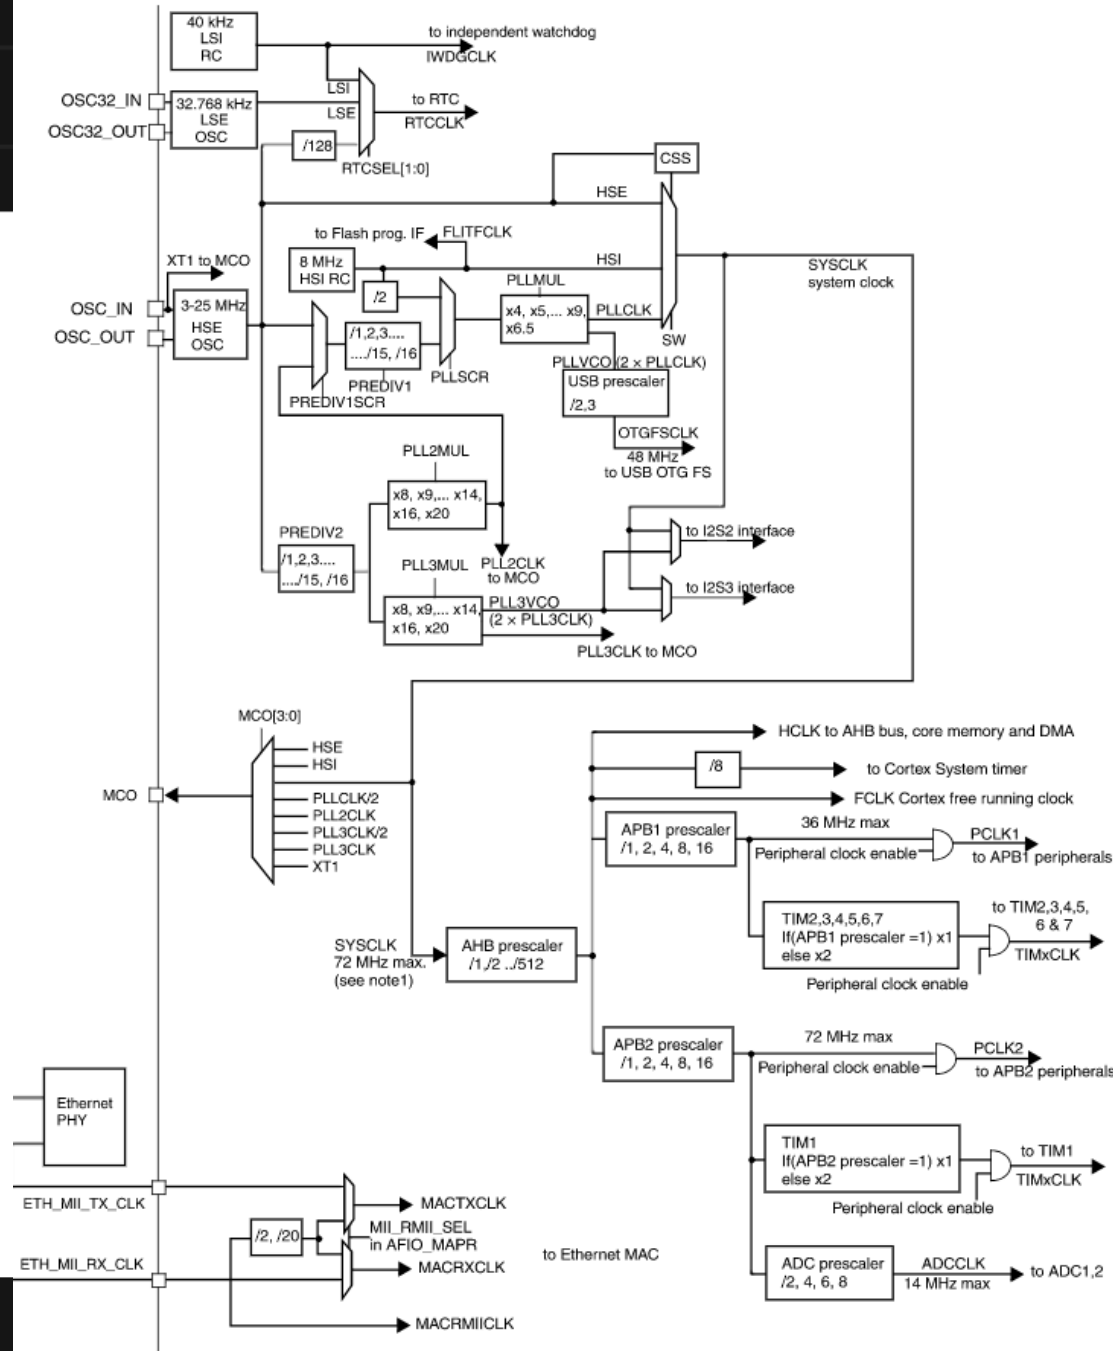 40 kHz
LSI
RC
to independent watchdog
IWDGCLK
OSC32_IN
OSC32_OUT
32.768 kHz
LSE
OSC
LSI
LSE
to RTC
RTCCLK
/128
RTCSEL[1:0]
CSS
HSE
to Flash prog. IF
FLITFCLK
XT1 to MCO
8 MHz
HSI RC
HSI
SYSCLK
system clock
/2
PLLMUL
OSC_IN
OSC_OUT
3-25 MHz
HSE
OSC
x4, x5,... x9,
x6.5
PLLCLK
SW
/1,2,3....
..../15, /16
PREDIV1
PLLSCR
PREDIV1SCR
PLLVCO (2 × PLLCLK)
USB prescaler
/2,3
OTGFSCLK
48 MHz
to USB OTG FS
PLL2MUL
x8, x9,... x14,
x16, x20
PREDIV2
/1,2,3....
..../15, /16
PLL2CLK
to MCO
to I2S2 interface
PLL3MUL
x8, x9,... x14,
x16, x20
PLL3VCO
(2 × PLL3CLK)
to I2S3 interface
PLL3CLK to MCO
MCO[3:0]
HSE
HSI
MCO
PLLCLK/2
PLL2CLK
PLL3CLK/2
PLL3CLK
XT1
HCLK to AHB bus, core memory and DMA
/8
to Cortex System timer
FCLK Cortex free running clock
APB1 prescaler
/1, 2, 4, 8, 16
36 MHz max
Peripheral clock enable
PCLK1
to APB1 peripherals
TIM2,3,4,5,6,7
If(APB1 prescaler =1) x1
else x2
to TIM2,3,4,5,
6 & 7
TIMxCLK
Peripheral clock enable
SYSCLK
72 MHz max.
(see note1)
AHB prescaler
/1,/2 ../512
APB2 prescaler
/1, 2, 4, 8, 16
72 MHz max
Peripheral clock enable
PCLK2
to APB2 peripherals
Ethernet
PHY
TIM1
If(APB2 prescaler =1) x1
else x2
to TIM1
TIMxCLK
Peripheral clock enable
ETH_MII_TX_CLK
MACTXCLK
/2, /20
MII_RMII_SEL
in AFIO_MAPR
ETH_MII_RX_CLK
MACRXCLK
to Ethernet MAC
MACRMIICLK
ADC prescaler
/2, 4, 6, 8
ADCCLK
14 MHz max
to ADC1,2